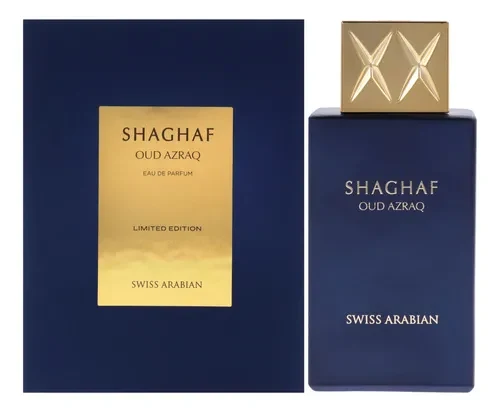 SHAGHAF
OUD AZRAQ
EAU DE PARFUM
LIMITED EDITION
SWISS ARABIAN
SHAGHAF
OUD AZRAQ
SWISS ARABIAN